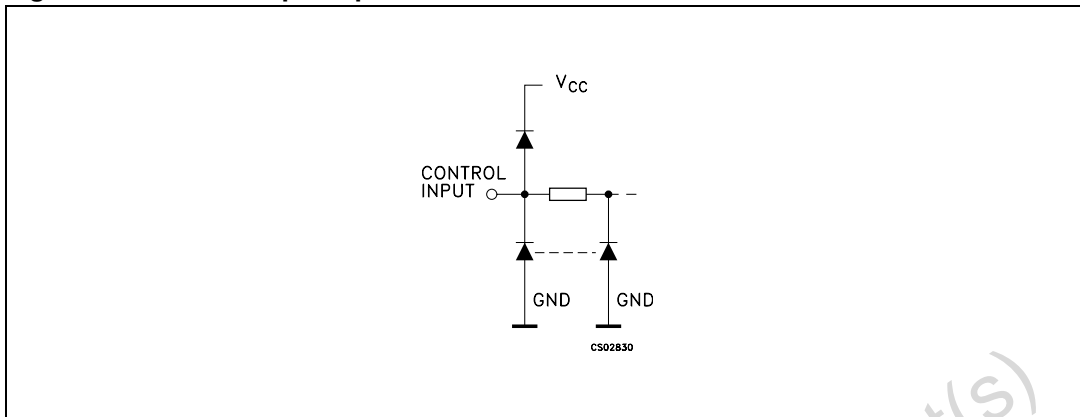 VCC
CONTROL
INPUT
GND GND
CS02830
t(s)